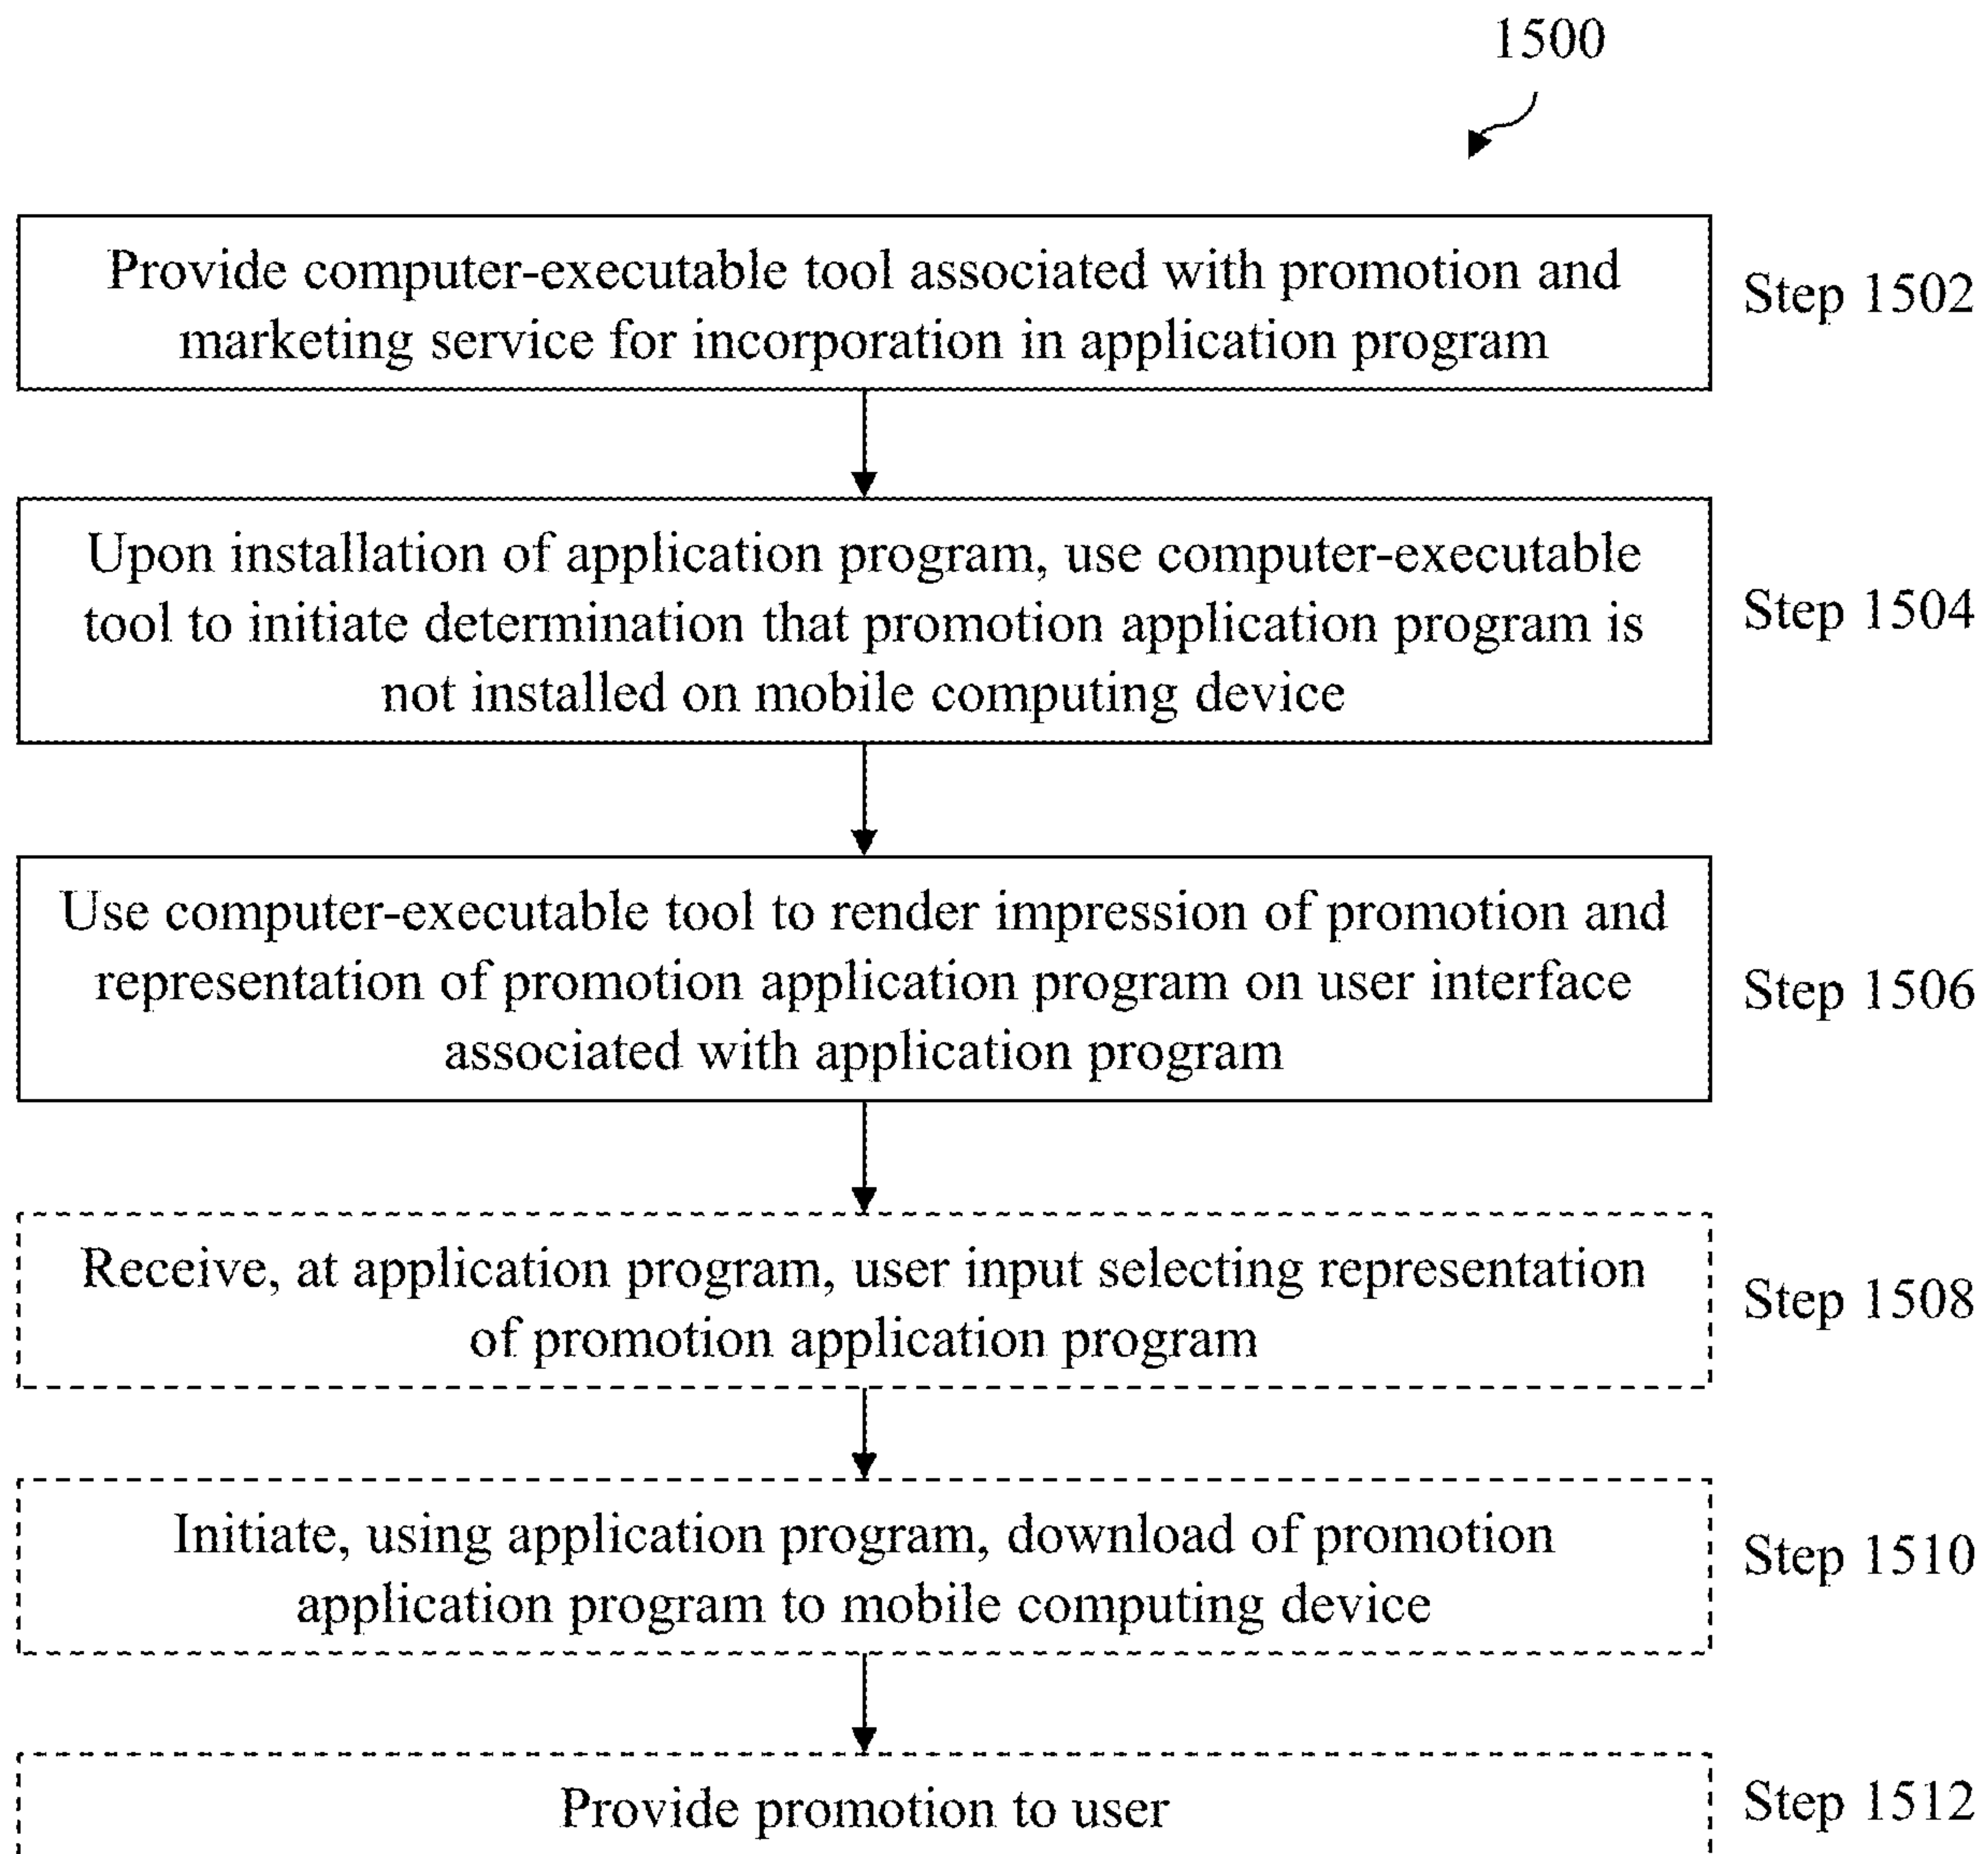 1500
Provide computer-executable tool associated with promotion and
marketing service for incorporation in application program
Step 1502
Upon installation of application program, use computer-executable
tool to initiate determination that promotion application program is
not installed on mobile computing device
Step 1504
Use computer-executable tool to render impression of promotion and
representation of promotion application program on user interface
associated with application program
Step 1506
Receive, at application program, user input selecting representation
of promotion application program
Step 1508
Initiate, using application program, download of promotion
application program to mobile computing device
Step 1510
Provide promotion to user
Step 1512